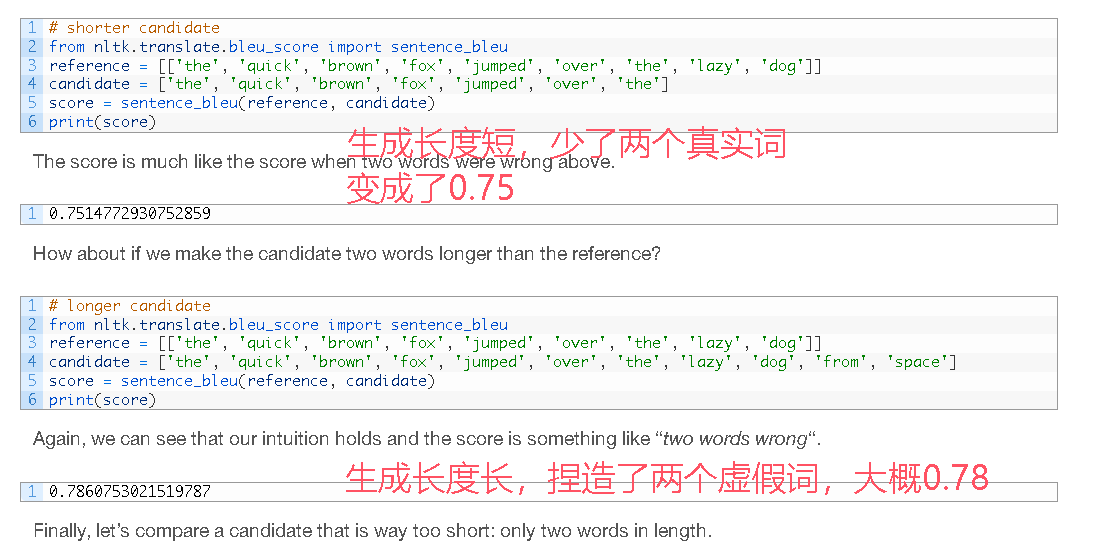 1 # shorter candidate
2 from nltk.translate.bleu_score import sentence_bleu
3 reference = [['the', 'quick', 'brown', 'fox', 'jumped', 'over', 'the', 'lazy', 'dog']]
4 candidate = ['the', 'quick', 'brown', 'fox', 'jumped', 'over', 'the']
5 score = sentence_bleu(reference, candidate)
6 print(score)
生成长度短，少了两个真实词
The score is much like the score when two words were wrong above.
变成了0.75
1 0.7514772930752859
How about if we make the candidate two words longer than the reference?
1 # longer candidate
2 from nltk.translate.bleu_score import sentence_bleu
3 reference = [['the', 'quick', 'brown', 'fox', 'jumped', 'over', 'the', 'lazy', 'dog']]
4 candidate = ['the', 'quick', 'brown', 'fox', 'jumped', 'over', 'the', 'lazy', 'dog', 'from', 'space']
5 score = sentence_bleu(reference, candidate)
6 print(score)
Again, we can see that our intuition holds and the score is something like “two words wrong“.
生成长度长，捏造了两个虚假词，大概0.78
1 0.7860753021519787
Finally, let’s compare a candidate that is way too short: only two words in length.